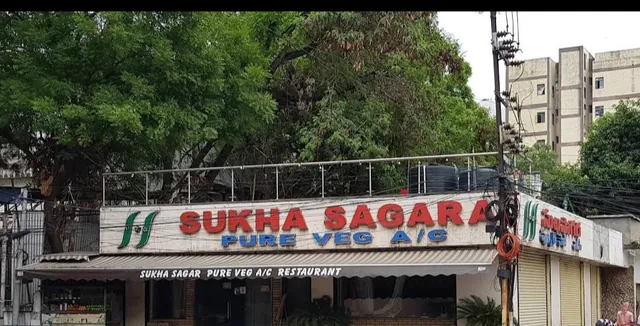 SUKHA SAGARA
PURE VEG A/C
SUKHA SAGAR PURE VEG A/C RESTAURANT